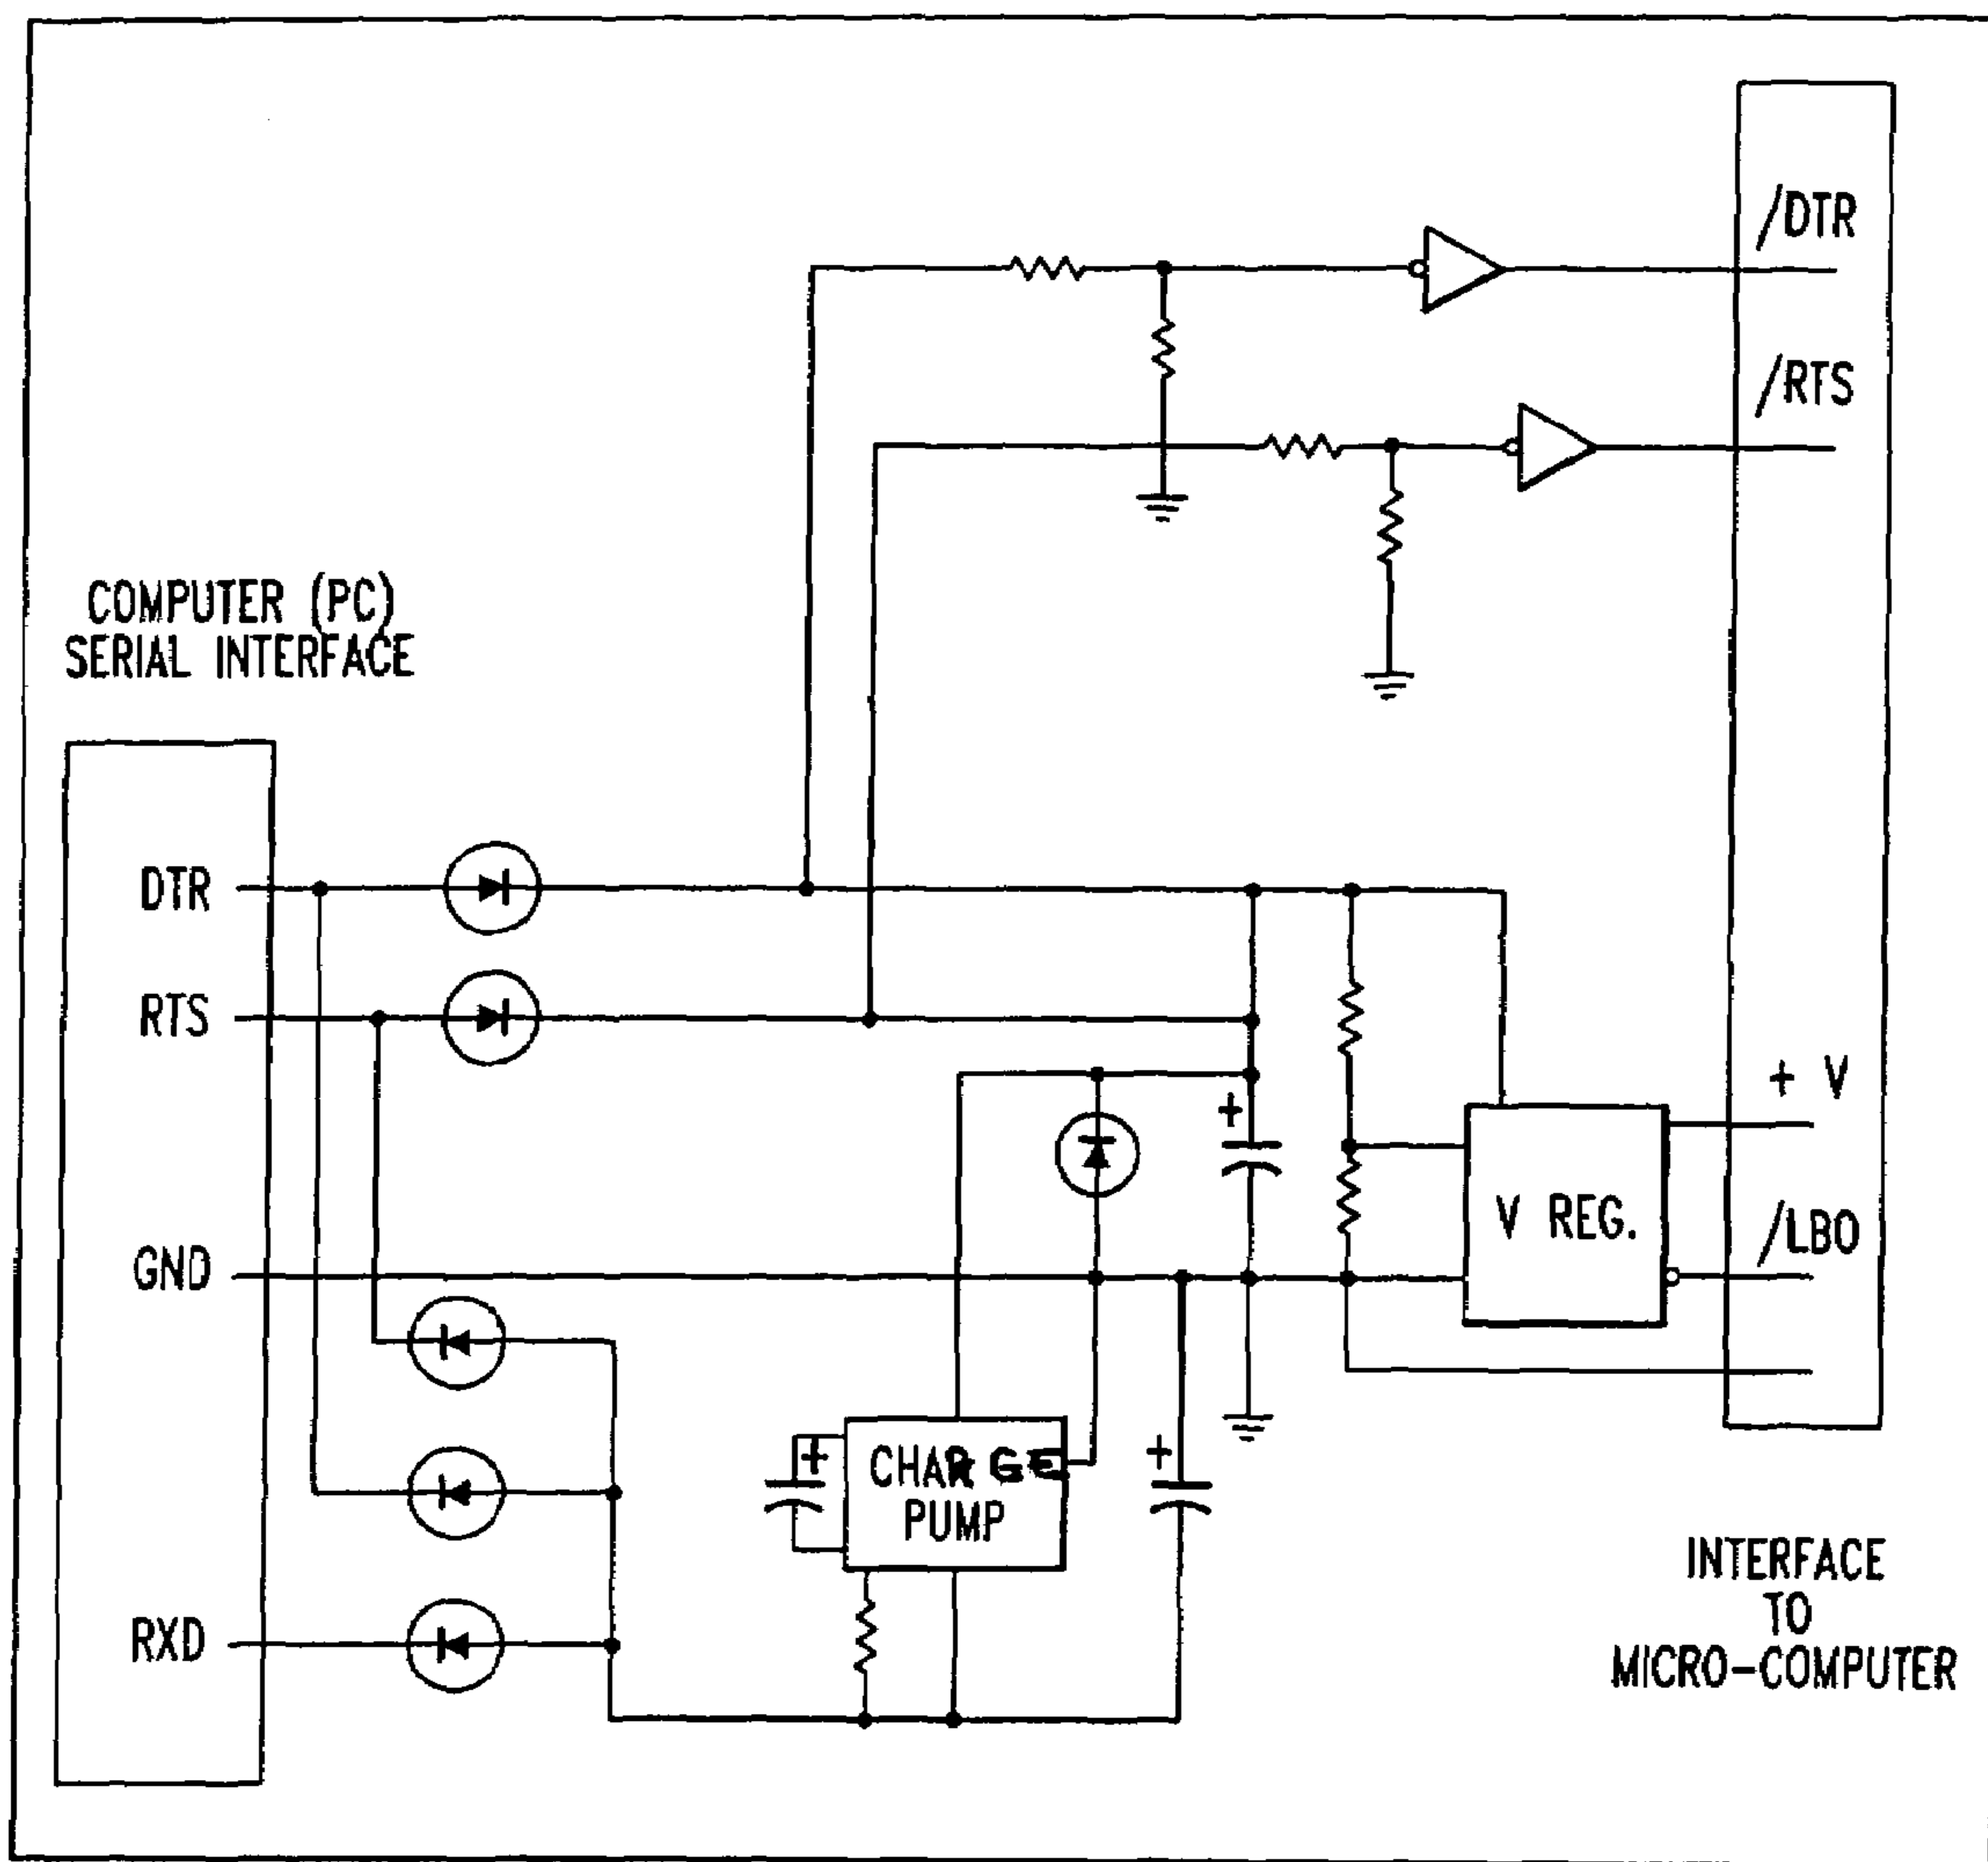 /DTR
/RTS
COMPUTER (PC)
SERIAL INTERFACE
DTR
RTS
+ V
+
V REG.
/LBO
GND
+
CHARGE
PUMP
+
RXD
INTERFACE
TO
MICRO-COMPUTER